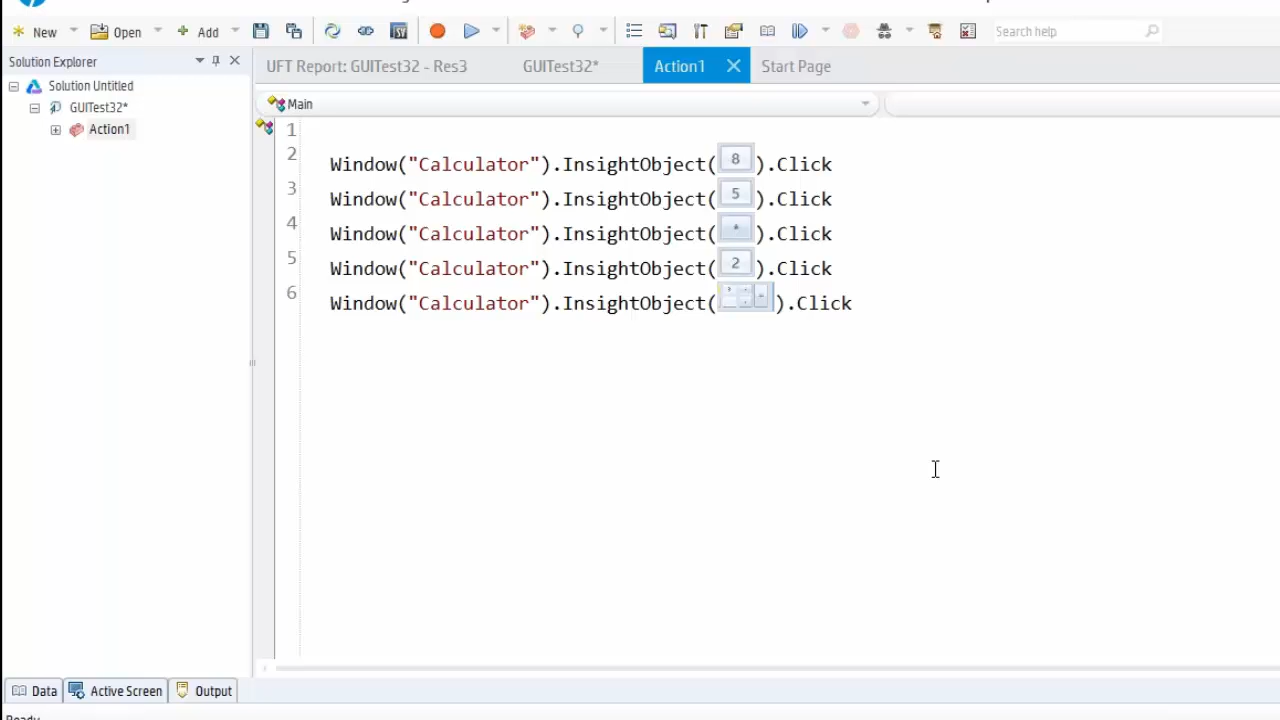 New Open Add Search help
Solution Explorer
UFT Report: GUITest32 - Res3 GUITest32* Action1 Start Page
Solution Untitled
GUITest32*
Action1
Main
1
2 Window("Calculator").InsightObject( 8 ).Click
3 Window("Calculator").InsightObject( 5 ).Click
4 Window("Calculator").InsightObject( * ).Click
5 Window("Calculator").InsightObject( 2 ).Click
6 Window("Calculator").InsightObject( ).Click
Data Active Screen Output
Ready